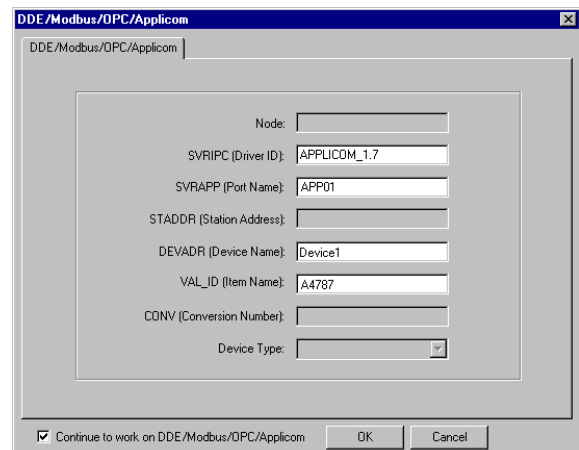 DDE/Modbus/OPC/Applicom
DDE/Modbus/OPC/Applicom
Node:
SVRIPC (Driver ID): APPLICOM_1.7
SVRAPP (Port Name): APP01
STADDR (Station Address):
DEVADR (Device Name): Device1
VAL_ID (Item Name): A4787
CONV (Conversion Number):
Device Type:
Continue to work on DDE/Modbus/OPC/Applicom OK Cancel